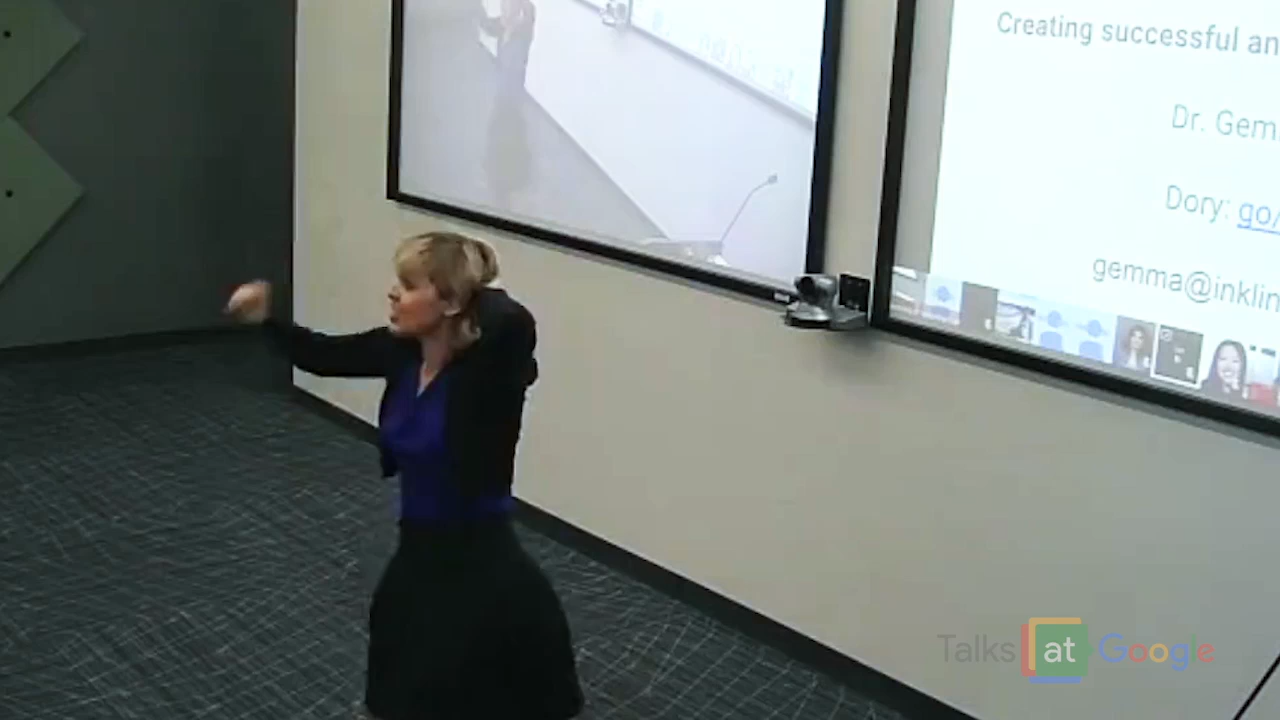 Creating successful an
Dr. Gem
Dory: go/
gemma@inklin
Talks at Google